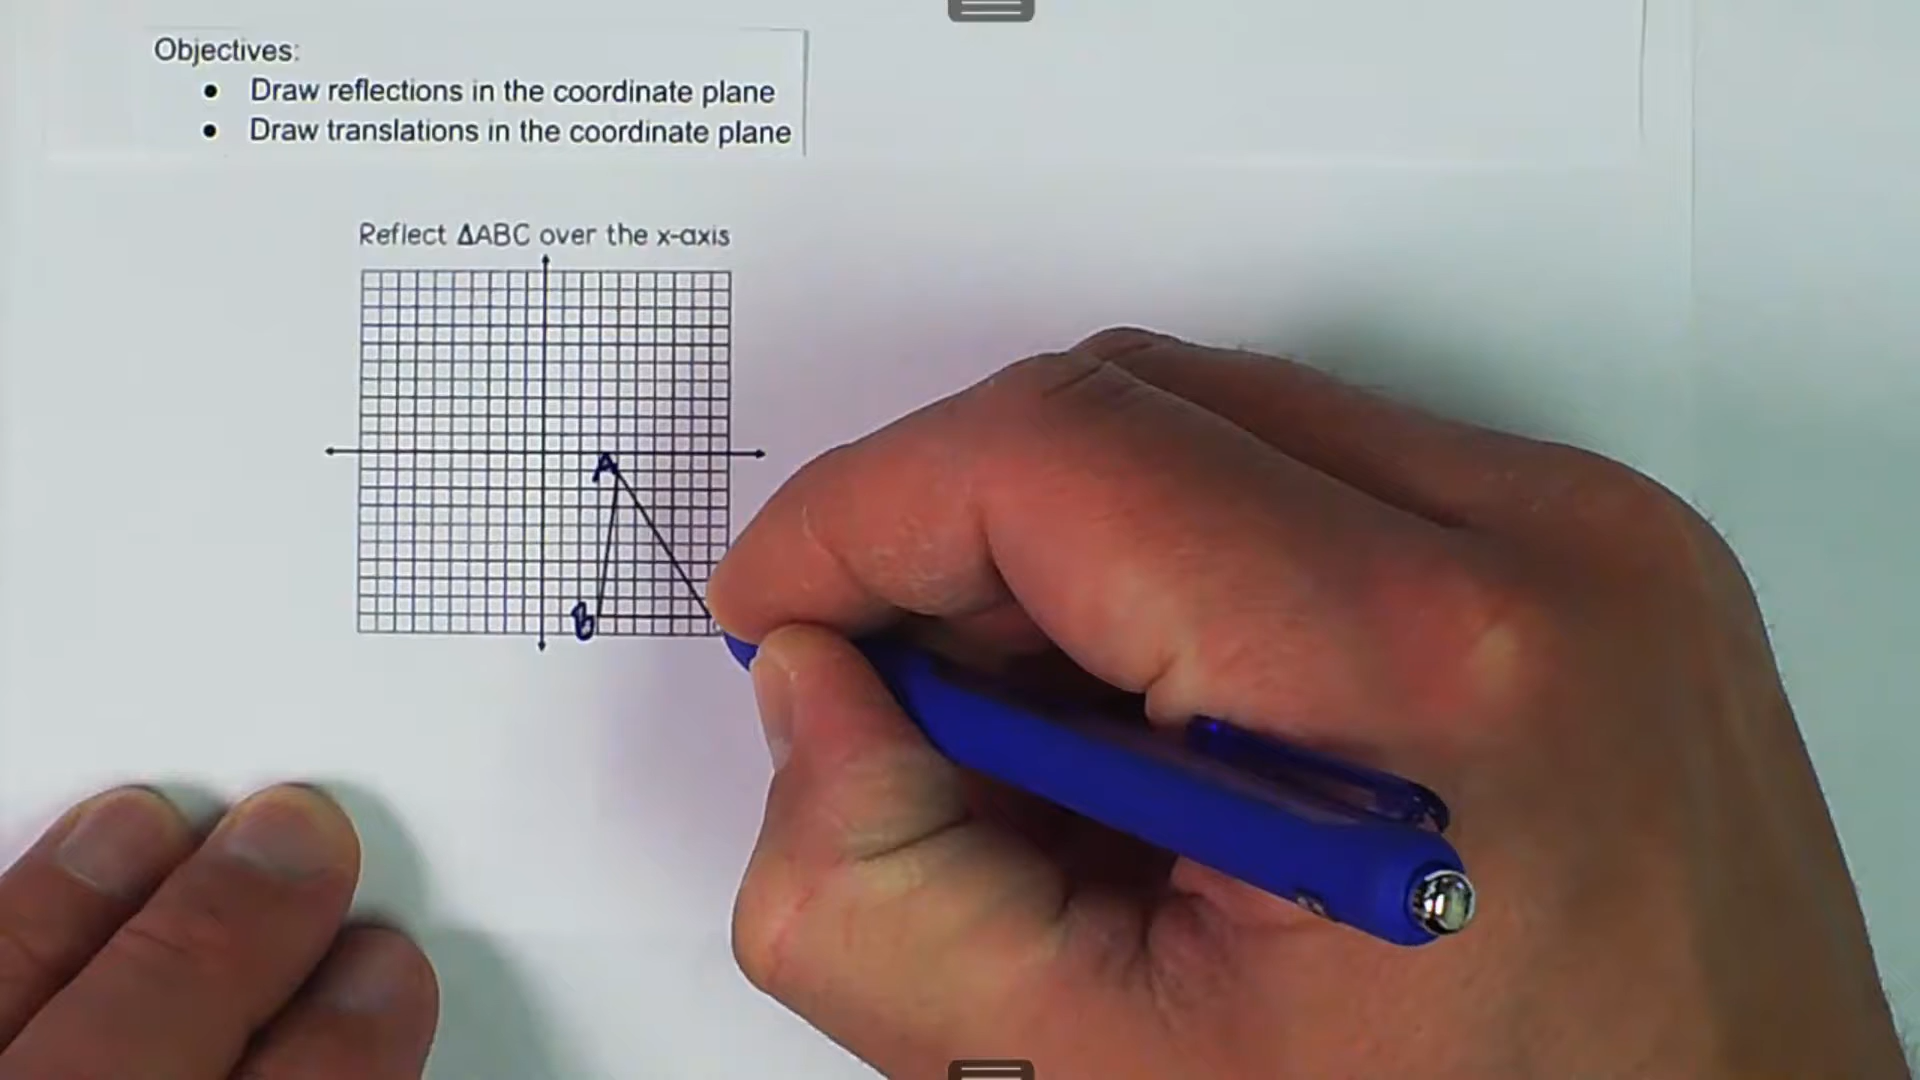 Objectives:
● Draw reflections in the coordinate plane
● Draw translations in the coordinate plane
Reflect ΔABC over the x-axis
A
B